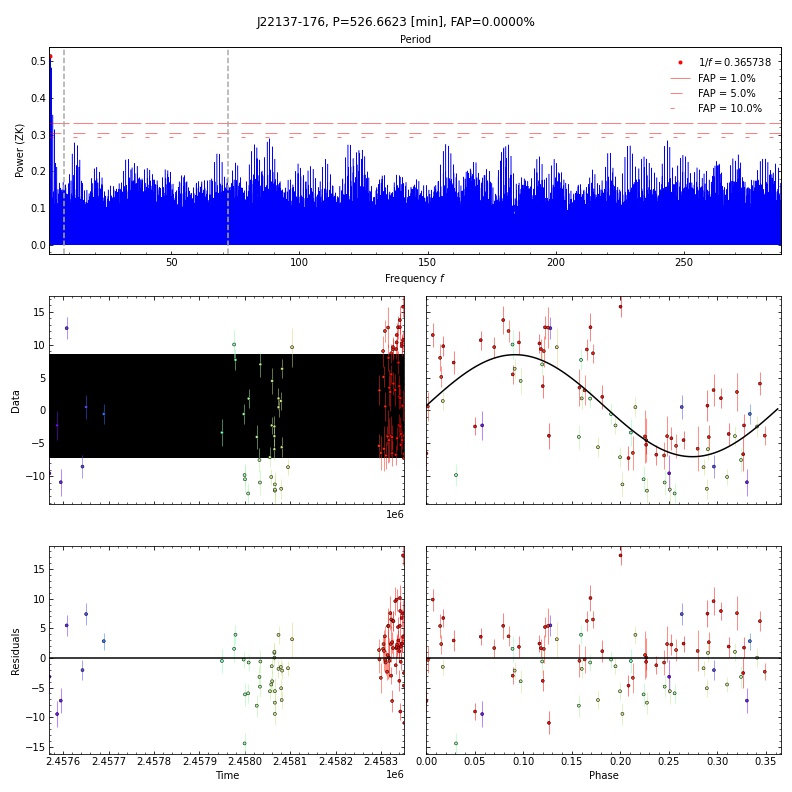 J22137-176, P=526.6623 [min], FAP=0.0000%
Period
Power (ZK)
0.5
0.4
0.3
0.2
0.1
0.0
1/f = 0.365738
FAP = 1.0%
FAP = 5.0%
FAP = 10.0%
50 100 150 200 250
Frequency f
Data
15
10
5
0
−5
−10
1e6
Residuals
15
10
5
0
−5
−10
−15
2.4576 2.4577 2.4578 2.4579 2.4580 2.4581 2.4582 2.4583
1e6
Time
0.00 0.05 0.10 0.15 0.20 0.25 0.30 0.35
Phase